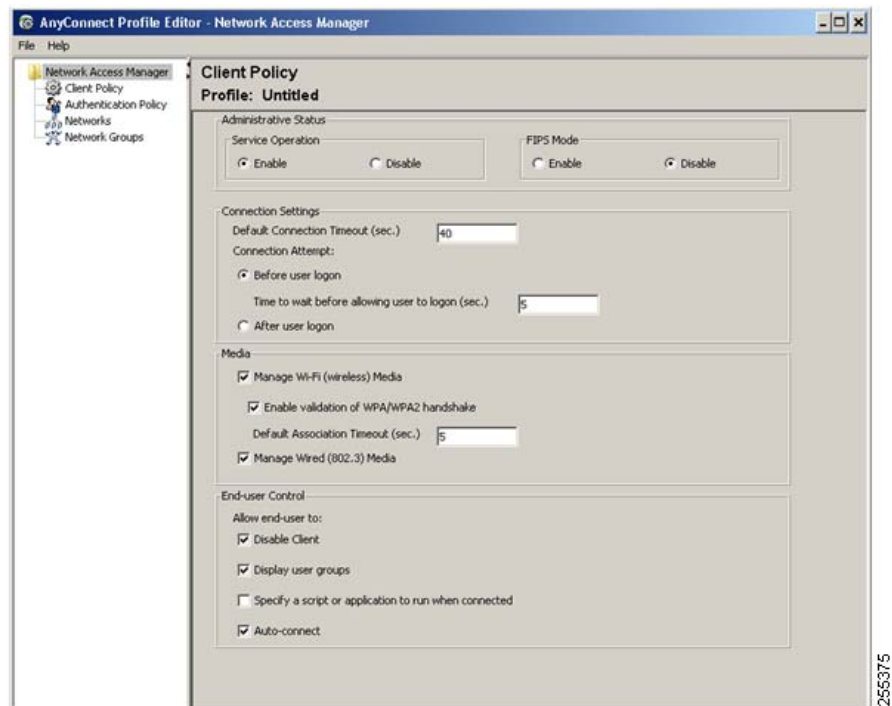 AnyConnect Profile Editor - Network Access Manager
File Help
Network Access Manager
Client Policy
Authentication Policy
Networks
Network Groups
Client Policy
Profile: Untitled
Administrative Status
Service Operation
Enable Disable
FIPS Mode
Enable Disable
Connection Settings
Default Connection Timeout (sec.) 40
Connection Attempt:
Before user logon
Time to wait before allowing user to logon (sec.) 5
After user logon
Media
Manage Wi-Fi (wireless) Media
Enable validation of WPA/WPA2 handshake
Default Association Timeout (sec.) 5
Manage Wired (802.3) Media
End-user Control
Allow end-user to:
Disable Client
Display user groups
Specify a script or application to run when connected
Auto-connect
255375